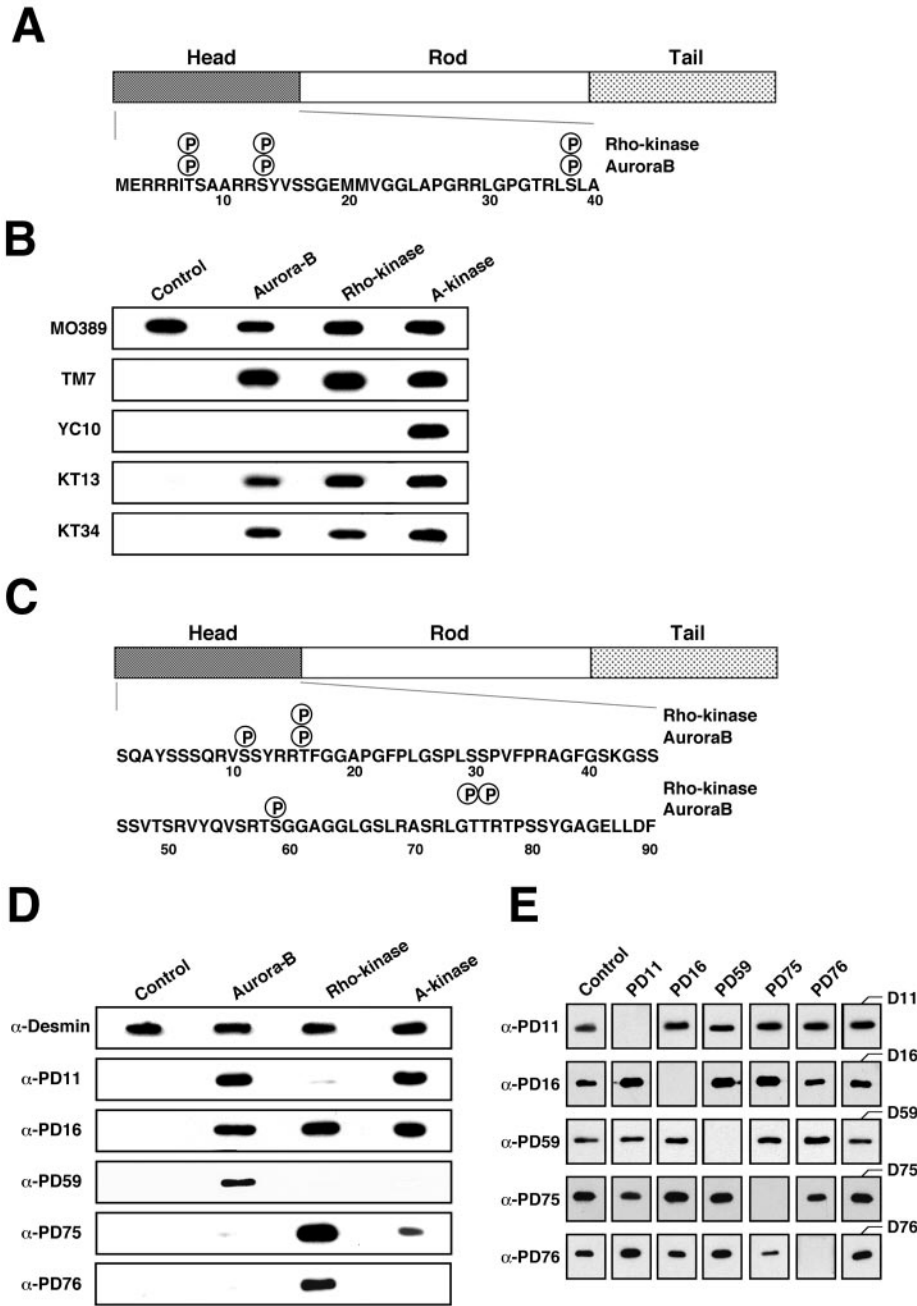 A
Head Rod Tail
P P P Rho-kinase
P P P AuroraB
MERRRITSAARRSYVSSGEMMVGGLAPGRRLGPGTRLSLA
10 20 30 40
B
Control Aurora-B Rho-kinase A-kinase
MO389
TM7
YC10
KT13
KT34
C
Head Rod Tail
P Rho-kinase
P P AuroraB
SQAYSSSQRVSSYRRTFGGAPGFPLGSPLSSPVFPRAGFGSKGSS
10 20 30 40
P P Rho-kinase
P AuroraB
SSVTSRVYQVSRTSGGAGGLGSLRASRLGTTRTPSSYGAGELLDF
50 60 70 80 90
D
Control Aurora-B Rho-kinase A-kinase
α-Desmin
α-PD11
α-PD16
α-PD59
α-PD75
α-PD76
E
Control PD11 PD16 PD59 PD75 PD76
α-PD11 D11
α-PD16 D16
α-PD59 D59
α-PD75 D75
α-PD76 D76